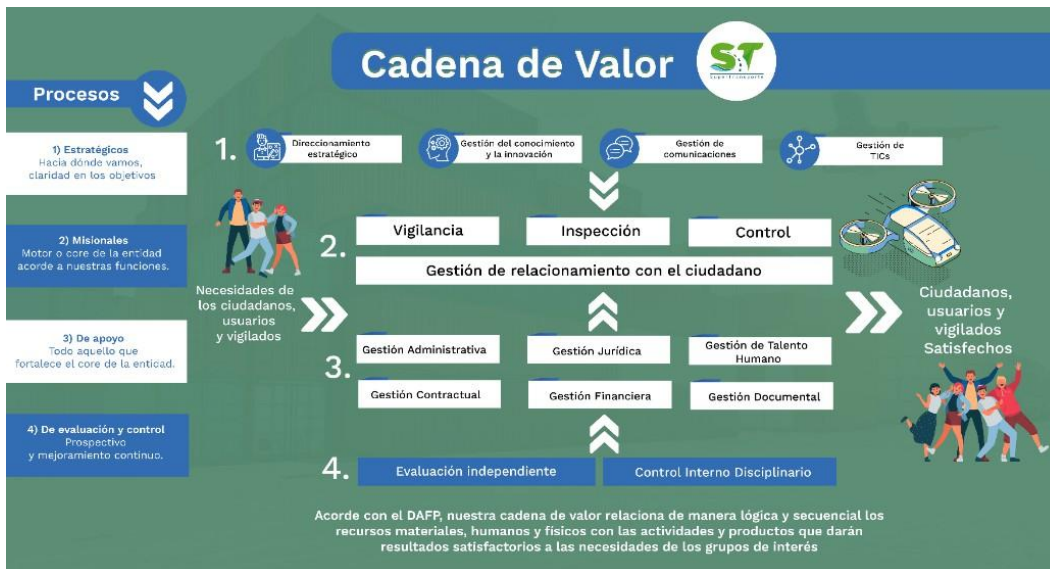 Cadena de Valor
ST
Supertransporte
Procesos
1) Estratégicos
Hacia dónde vamos,
claridad en los objetivos
2) Misionales
Motor o core de la entidad
acorde a nuestras funciones.
3) De apoyo
Todo aquello que
fortalece el core de la entidad.
4) De evaluación y control
Prospectivo
y mejoramiento continuo.
1.
Direccionamiento
estratégico
Gestión del conocimiento
y la innovación
Gestión de
comunicaciones
Gestión de
TICs
Necesidades de
los ciudadanos,
usuarios
y vigilados
2.
Vigilancia
Inspección
Control
Gestión de relacionamiento con el ciudadano
3.
Gestión Administrativa
Gestión Jurídica
Gestión de Talento
Humano
Gestión Contractual
Gestión Financiera
Gestión Documental
4.
Evaluación independiente
Control Interno Disciplinario
Ciudadanos,
usuarios y
vigilados
Satisfechos
Acorde con el DAFP, nuestra cadena de valor relaciona de manera lógica y secuencial los
recursos materiales, humanos y físicos con las actividades y productos que darán
resultados satisfactorios a las necesidades de los grupos de interés